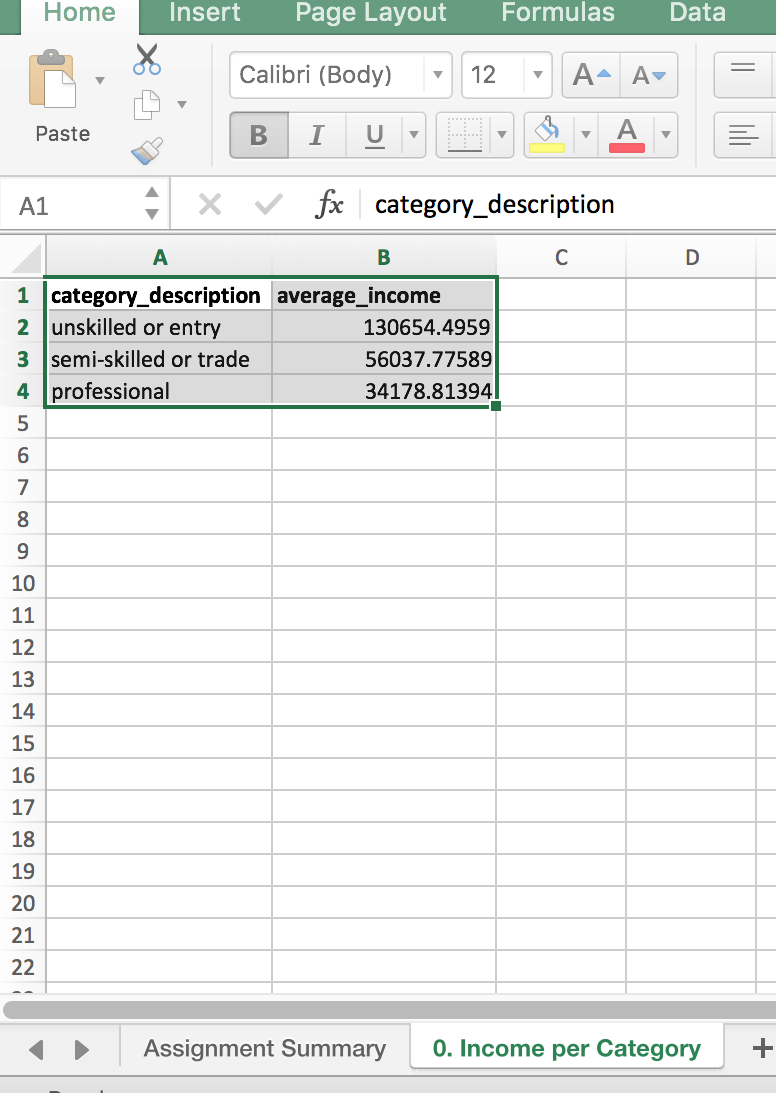 Home Insert Page Layout Formulas Data
Calibri (Body) 12 A A
Paste B I U A
A1 fx category_description
A B C D
1 category_description average_income
2 unskilled or entry 130654.4959
3 semi-skilled or trade 56037.77589
4 professional 34178.81394
5
6
7
8
9
10
11
12
13
14
15
16
17
18
19
20
21
22
Assignment Summary 0. Income per Category +